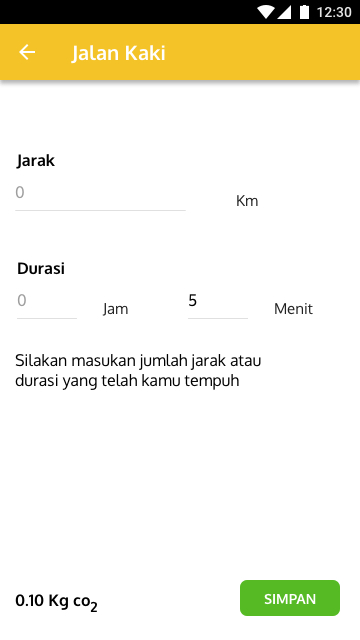 12:30
Jalan Kaki
Jarak
0 Km
Durasi
0 Jam 5 Menit
Silakan masukan jumlah jarak atau
durasi yang telah kamu tempuh
0.10 Kg co₂ SIMPAN